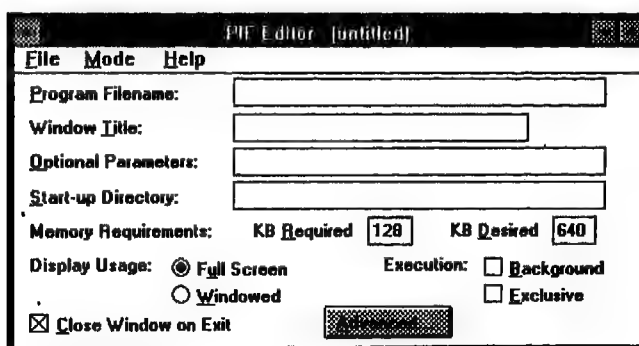 PIF Editor - (untitled)
File Mode Help
Program Filename:
Window Title:
Optional Parameters:
Start-up Directory:
Memory Requirements: KB Required 128 KB Desired 640
Display Usage: Full Screen Execution: Background
Windowed Exclusive
Close Window on Exit Advanced...